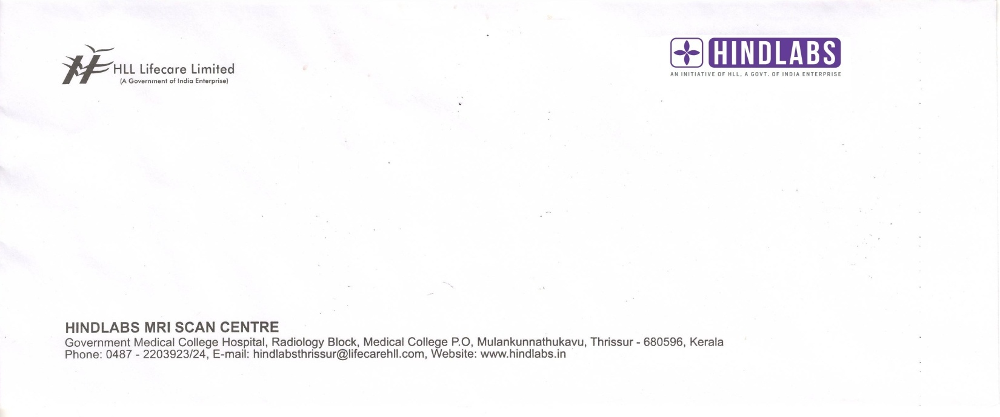 HLL Lifecare Limited
(A Government of India Enterprise)
HINDLABS
AN INITIATIVE OF HLL, A GOVT. OF INDIA ENTERPRISE
HINDLABS MRI SCAN CENTRE
Government Medical College Hospital, Radiology Block, Medical College P.O, Mulankunnathukavu, Thrissur - 680596, Kerala
Phone: 0487 - 2203923/24, E-mail: hindlabsthrissur@lifecarehll.com, Website: www.hindlabs.in